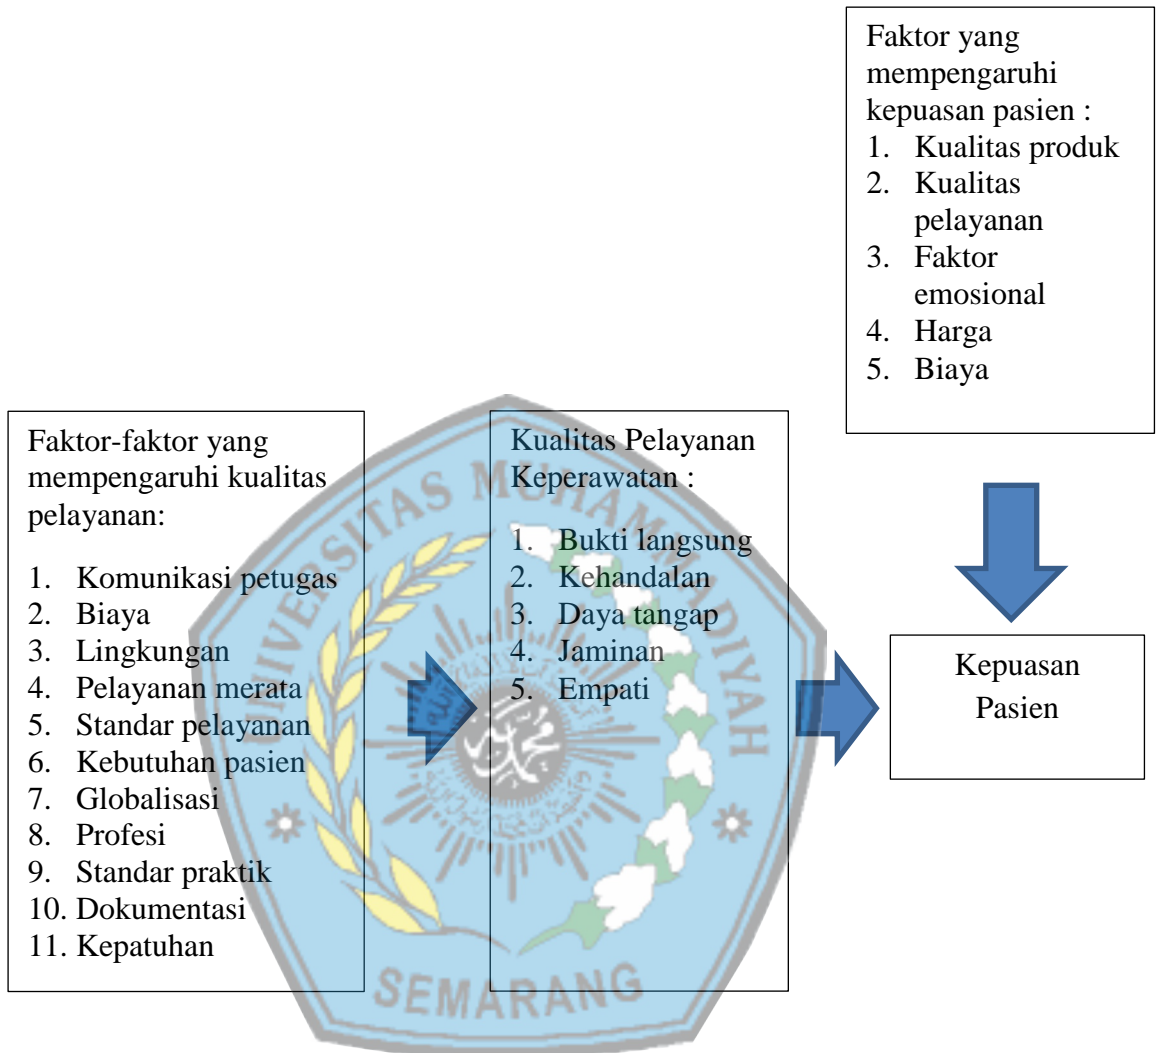 Faktor yang
mempengaruhi
kepuasan pasien :
1. Kualitas produk
2. Kualitas
pelayanan
3. Faktor
emosional
4. Harga
5. Biaya
Faktor-faktor yang
mempengaruhi kualitas
pelayanan:
1. Komunikasi petugas
2. Biaya
3. Lingkungan
4. Pelayanan merata
5. Standar pelayanan
6. Kebutuhan pasien
7. Globalisasi
8. Profesi
9. Standar praktik
10. Dokumentasi
11. Kepatuhan
Kualitas Pelayanan
Keperawatan :
1. Bukti langsung
2. Kehandalan
3. Daya tangap
4. Jaminan
5. Empati
Kepuasan
Pasien
UNIVERSITAS MUHAMMADIYAH
SEMARANG